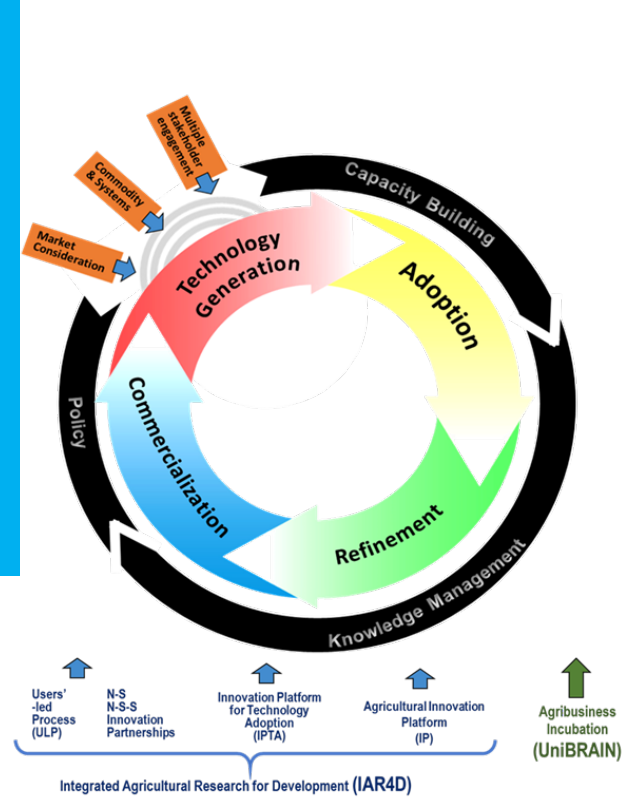 Multiple
stakeholder
engagement
Commodity
& Systems
Market
Consideration
Capacity Building
Technology
Generation
Adoption
Policy
Commercialization
Refinement
Knowledge Management
Users'
-led
Process
(ULP)
N-S
N-S-S
Innovation
Partnerships
Innovation Platform
for Technology
Adoption
(IPTA)
Agricultural Innovation
Platform
(IP)
Agribusiness
Incubation
(UniBRAIN)
Integrated Agricultural Research for Development (IAR4D)